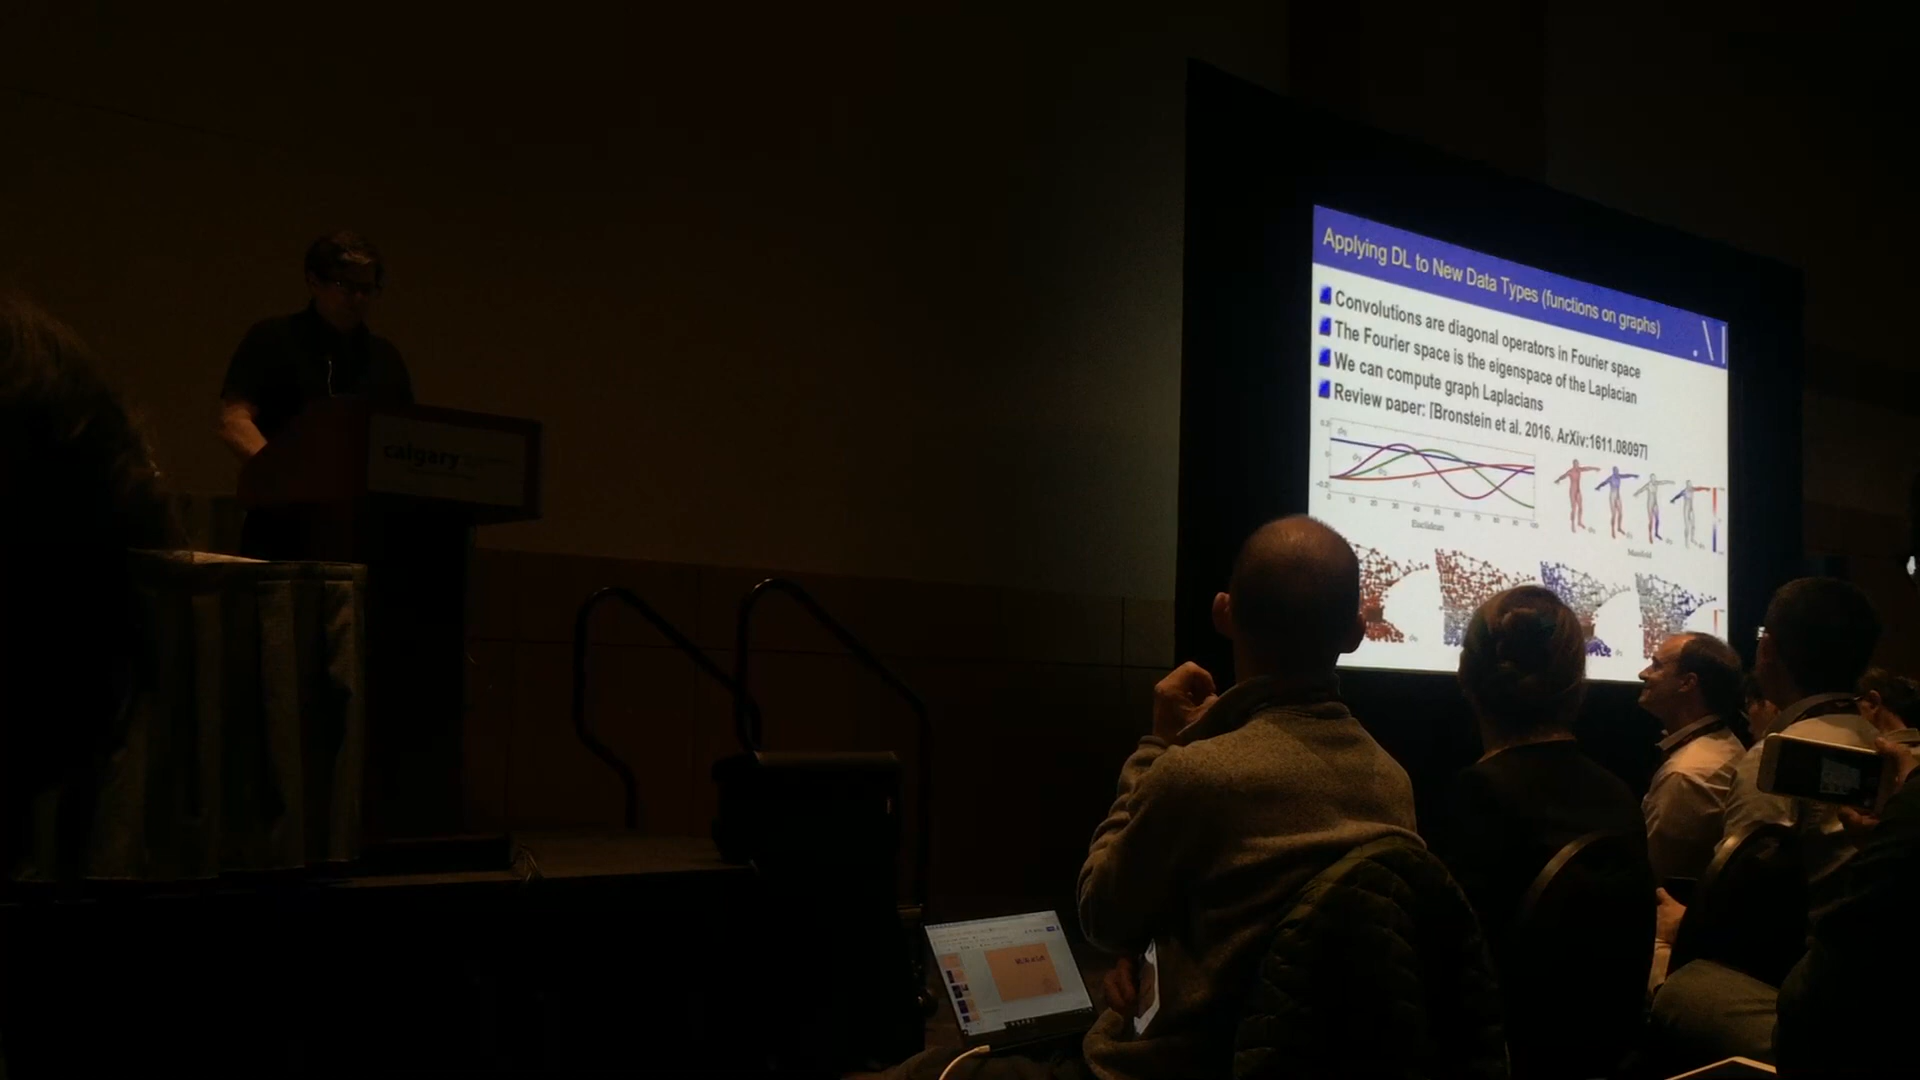 calgary
Applying DL to New Data Types (functions on graphs)
Convolutions are diagonal operators in Fourier space
The Fourier space is the eigenspace of the Laplacian
We can compute graph Laplacians
Review paper: [Bronstein et al. 2016, ArXiv:1611.08097]
Euclidean
Manifold